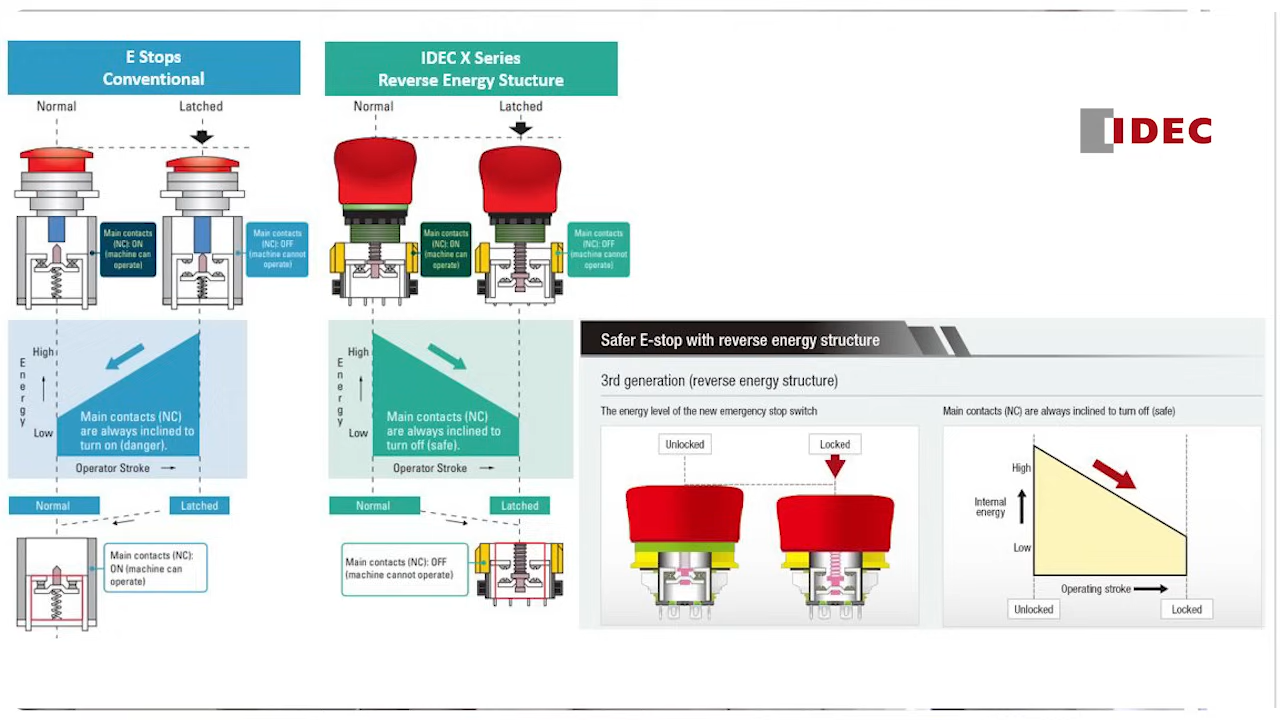 E Stops
Conventional
Normal
Latched
Main contacts
(NC): ON
(machine can
operate)
Main contacts
(NC): OFF
(machine cannot
operate)
Energy
High
Low
Main contacts (NC)
are always inclined to
turn on (danger).
Operator Stroke
Normal
Latched
Main contacts (NC):
ON (machine can
operate)
IDEC X Series
Reverse Energy Stucture
Normal
Latched
Main contacts
(NC): ON
(machine can
operate)
Main contacts
(NC): OFF
(machine cannot
operate)
Energy
High
Low
Main contacts (NC)
are always inclined to
turn off (safe).
Operator Stroke
Normal
Latched
Main contacts (NC): OFF
(machine cannot operate)
IDEC
Safer E-stop with reverse energy structure
3rd generation (reverse energy structure)
The energy level of the new emergency stop switch
Unlocked
Locked
Main contacts (NC) are always inclined to turn off (safe)
High
Internal
energy
Low
Operating stroke
Unlocked
Locked